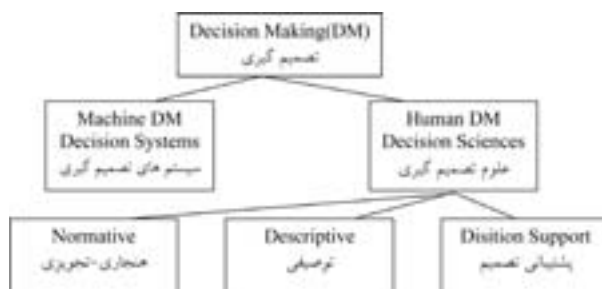 Decision Making(DM)
تصمیم گیری
Machine DM
Decision Systems
سیستم های تصمیم گیری
Human DM
Decision Sciences
علوم تصمیم گیری
Normative
هنجاری-تجویزی
Descriptive
توصیفی
Disition Support
پشتیبانی تصمیم